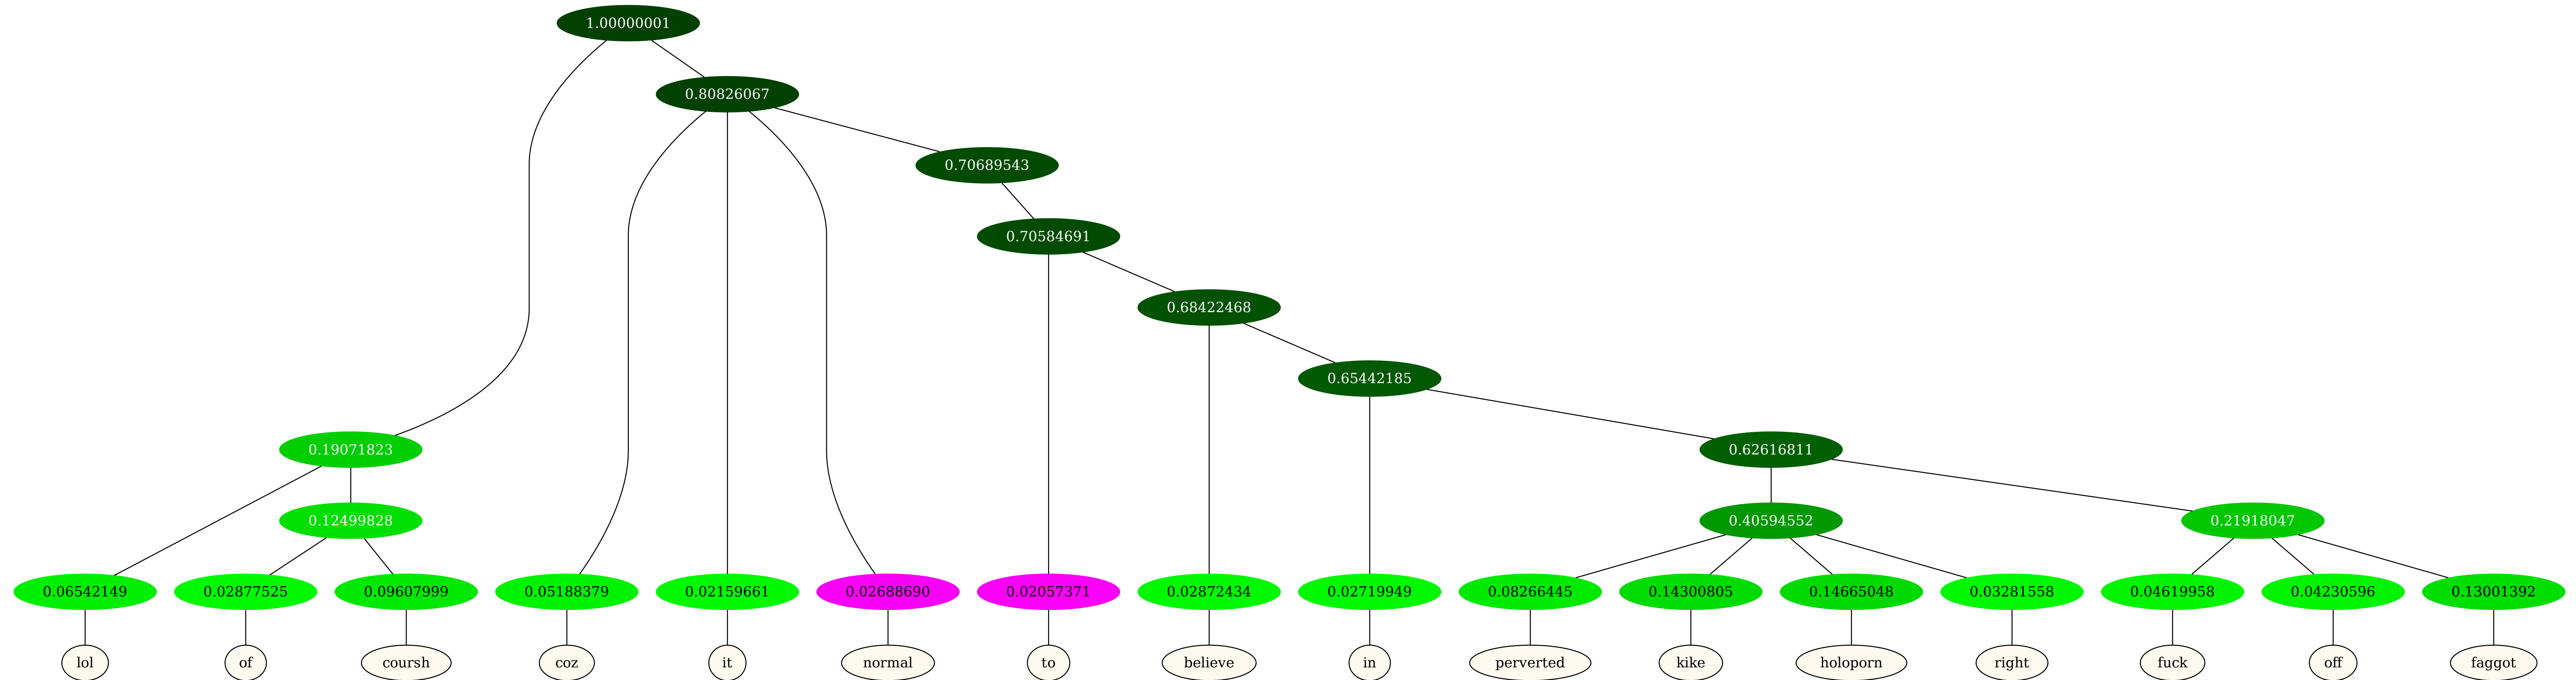 1.00000001
0.80826067
0.70689543
0.70584691
0.68422468
0.65442185
0.19071823 0.62616811
0.12499828 0.40594552 0.21918047
0.06542149 0.02877525 0.09607999 0.05188379 0.02159661 0.02688690 0.02057371 0.02872434 0.02719949 0.08266445 0.14300805 0.14665048 0.03281558 0.04619958 0.04230596 0.13001392
lol of coursh coz it normal to believe in perverted kike holoporn right fuck off faggot